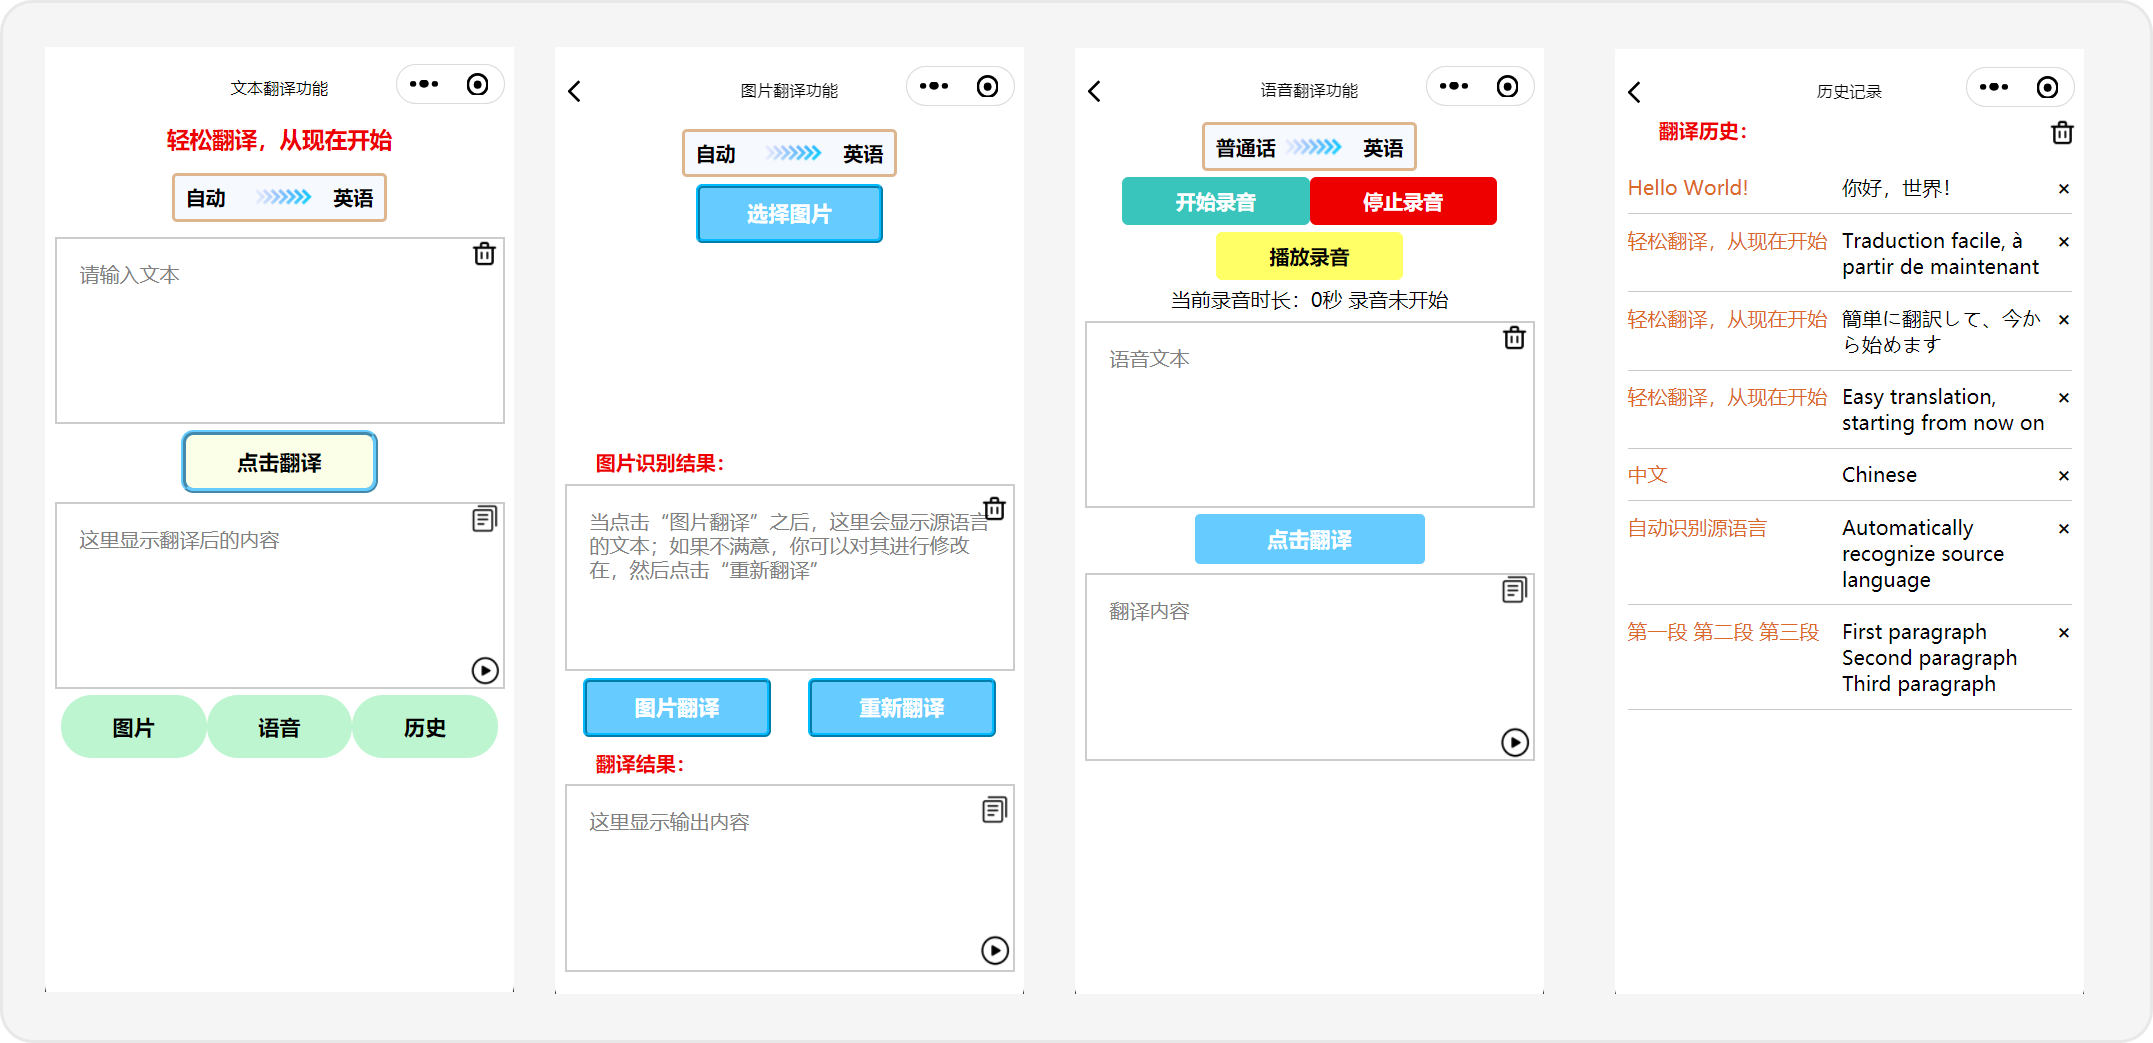 文本翻译功能
轻松翻译，从现在开始
自动 英语
请输入文本
点击翻译
这里显示翻译后的内容
图片 语音 历史
图片翻译功能
自动 英语
选择图片
图片识别结果：
当点击“图片翻译”之后，这里会显示源语言
的文本；如果不满意，你可以对其进行修改
在，然后点击“重新翻译”
图片翻译 重新翻译
翻译结果：
这里显示输出内容
语音翻译功能
普通话 英语
开始录音 停止录音
播放录音
当前录音时长：0秒 录音未开始
语音文本
点击翻译
翻译内容
历史记录
翻译历史：
Hello World! 你好，世界！
轻松翻译，从现在开始 Traduction facile, à
partir de maintenant
轻松翻译，从现在开始 簡単に翻訳して、今か
ら始めます
轻松翻译，从现在开始 Easy translation,
starting from now on
中文 Chinese
自动识别源语言 Automatically
recognize source
language
第一段 第二段 第三段 First paragraph
Second paragraph
Third paragraph